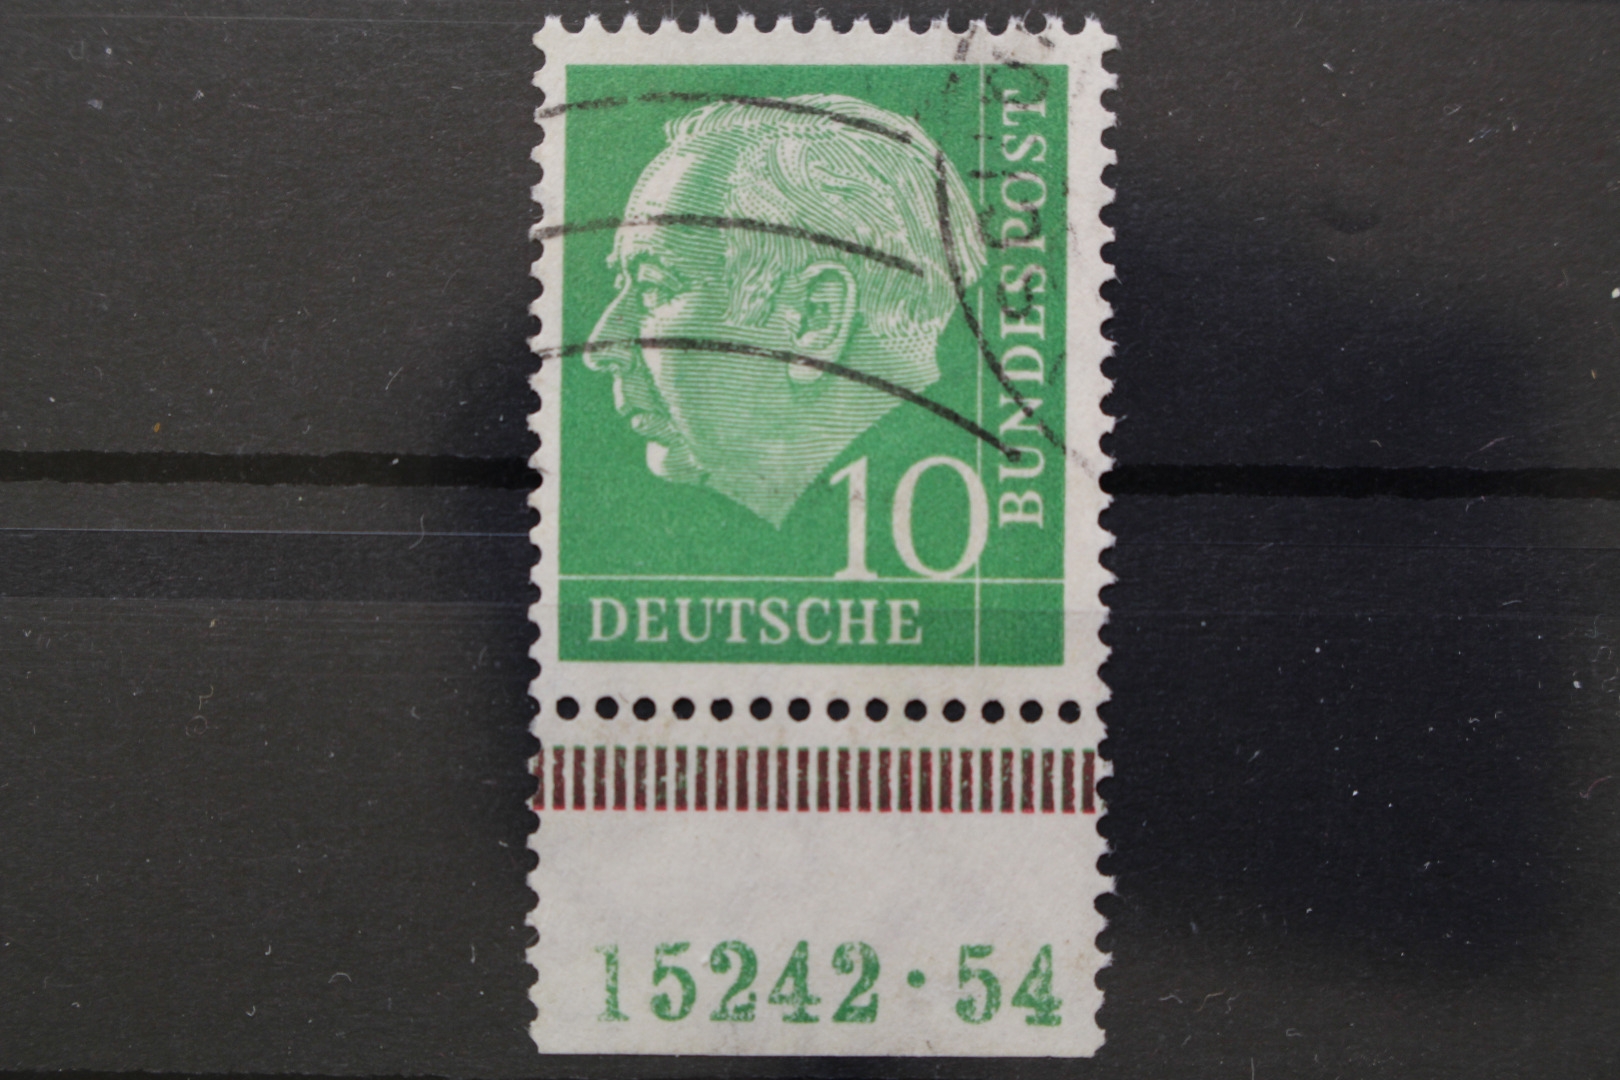 BUNDESPOST
10
DEUTSCHE
15242·54